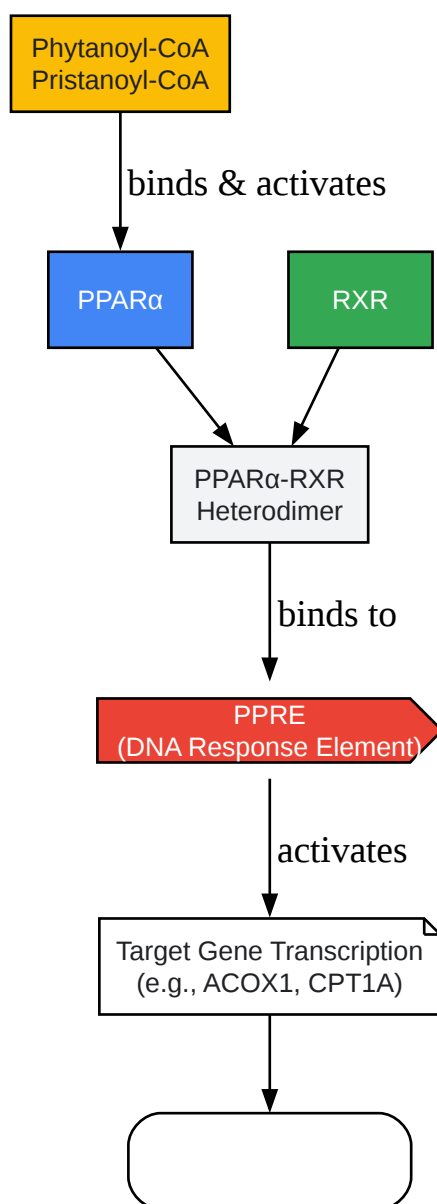 Phytanoyl-CoA
Pristanoyl-CoA
binds & activates
PPARα
RXR
PPARα-RXR
Heterodimer
binds to
PPRE
(DNA Response Element)
activates
Target Gene Transcription
(e.g., ACOX1, CPT1A)